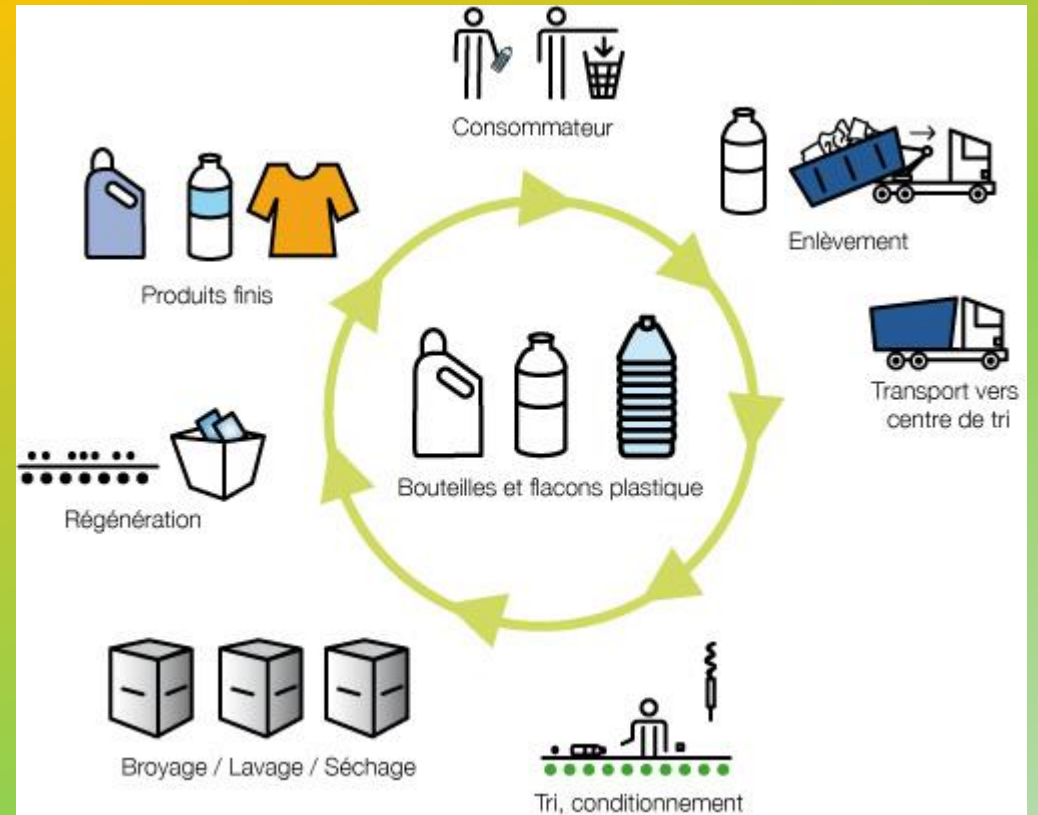 Consommateur
Enlèvement
Transport vers
centre de tri
Tri, conditionnement
Broyage / Lavage / Séchage
Régénération
Produits finis
Bouteilles et flacons plastique